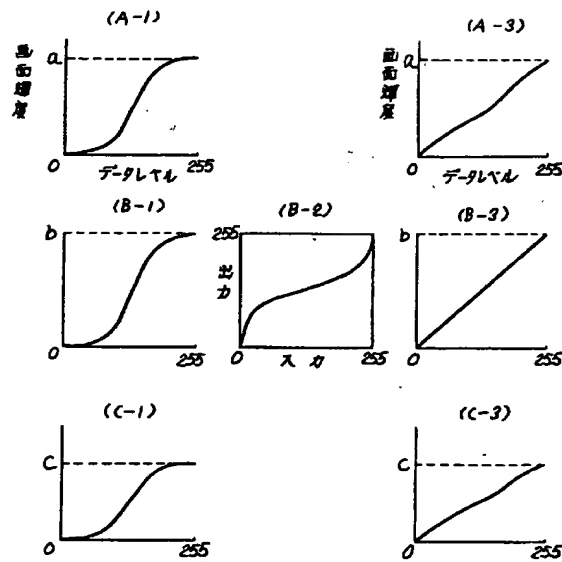 (A-1)
(A-3)
a
画面輝度
0
データレベル
255
a
画面輝度
0
データレベル
255
(B-1)
(B-2)
(B-3)
b
0
255
255
出力
0
入力
255
b
0
255
(C-1)
(C-3)
C
0
255
C
0
255